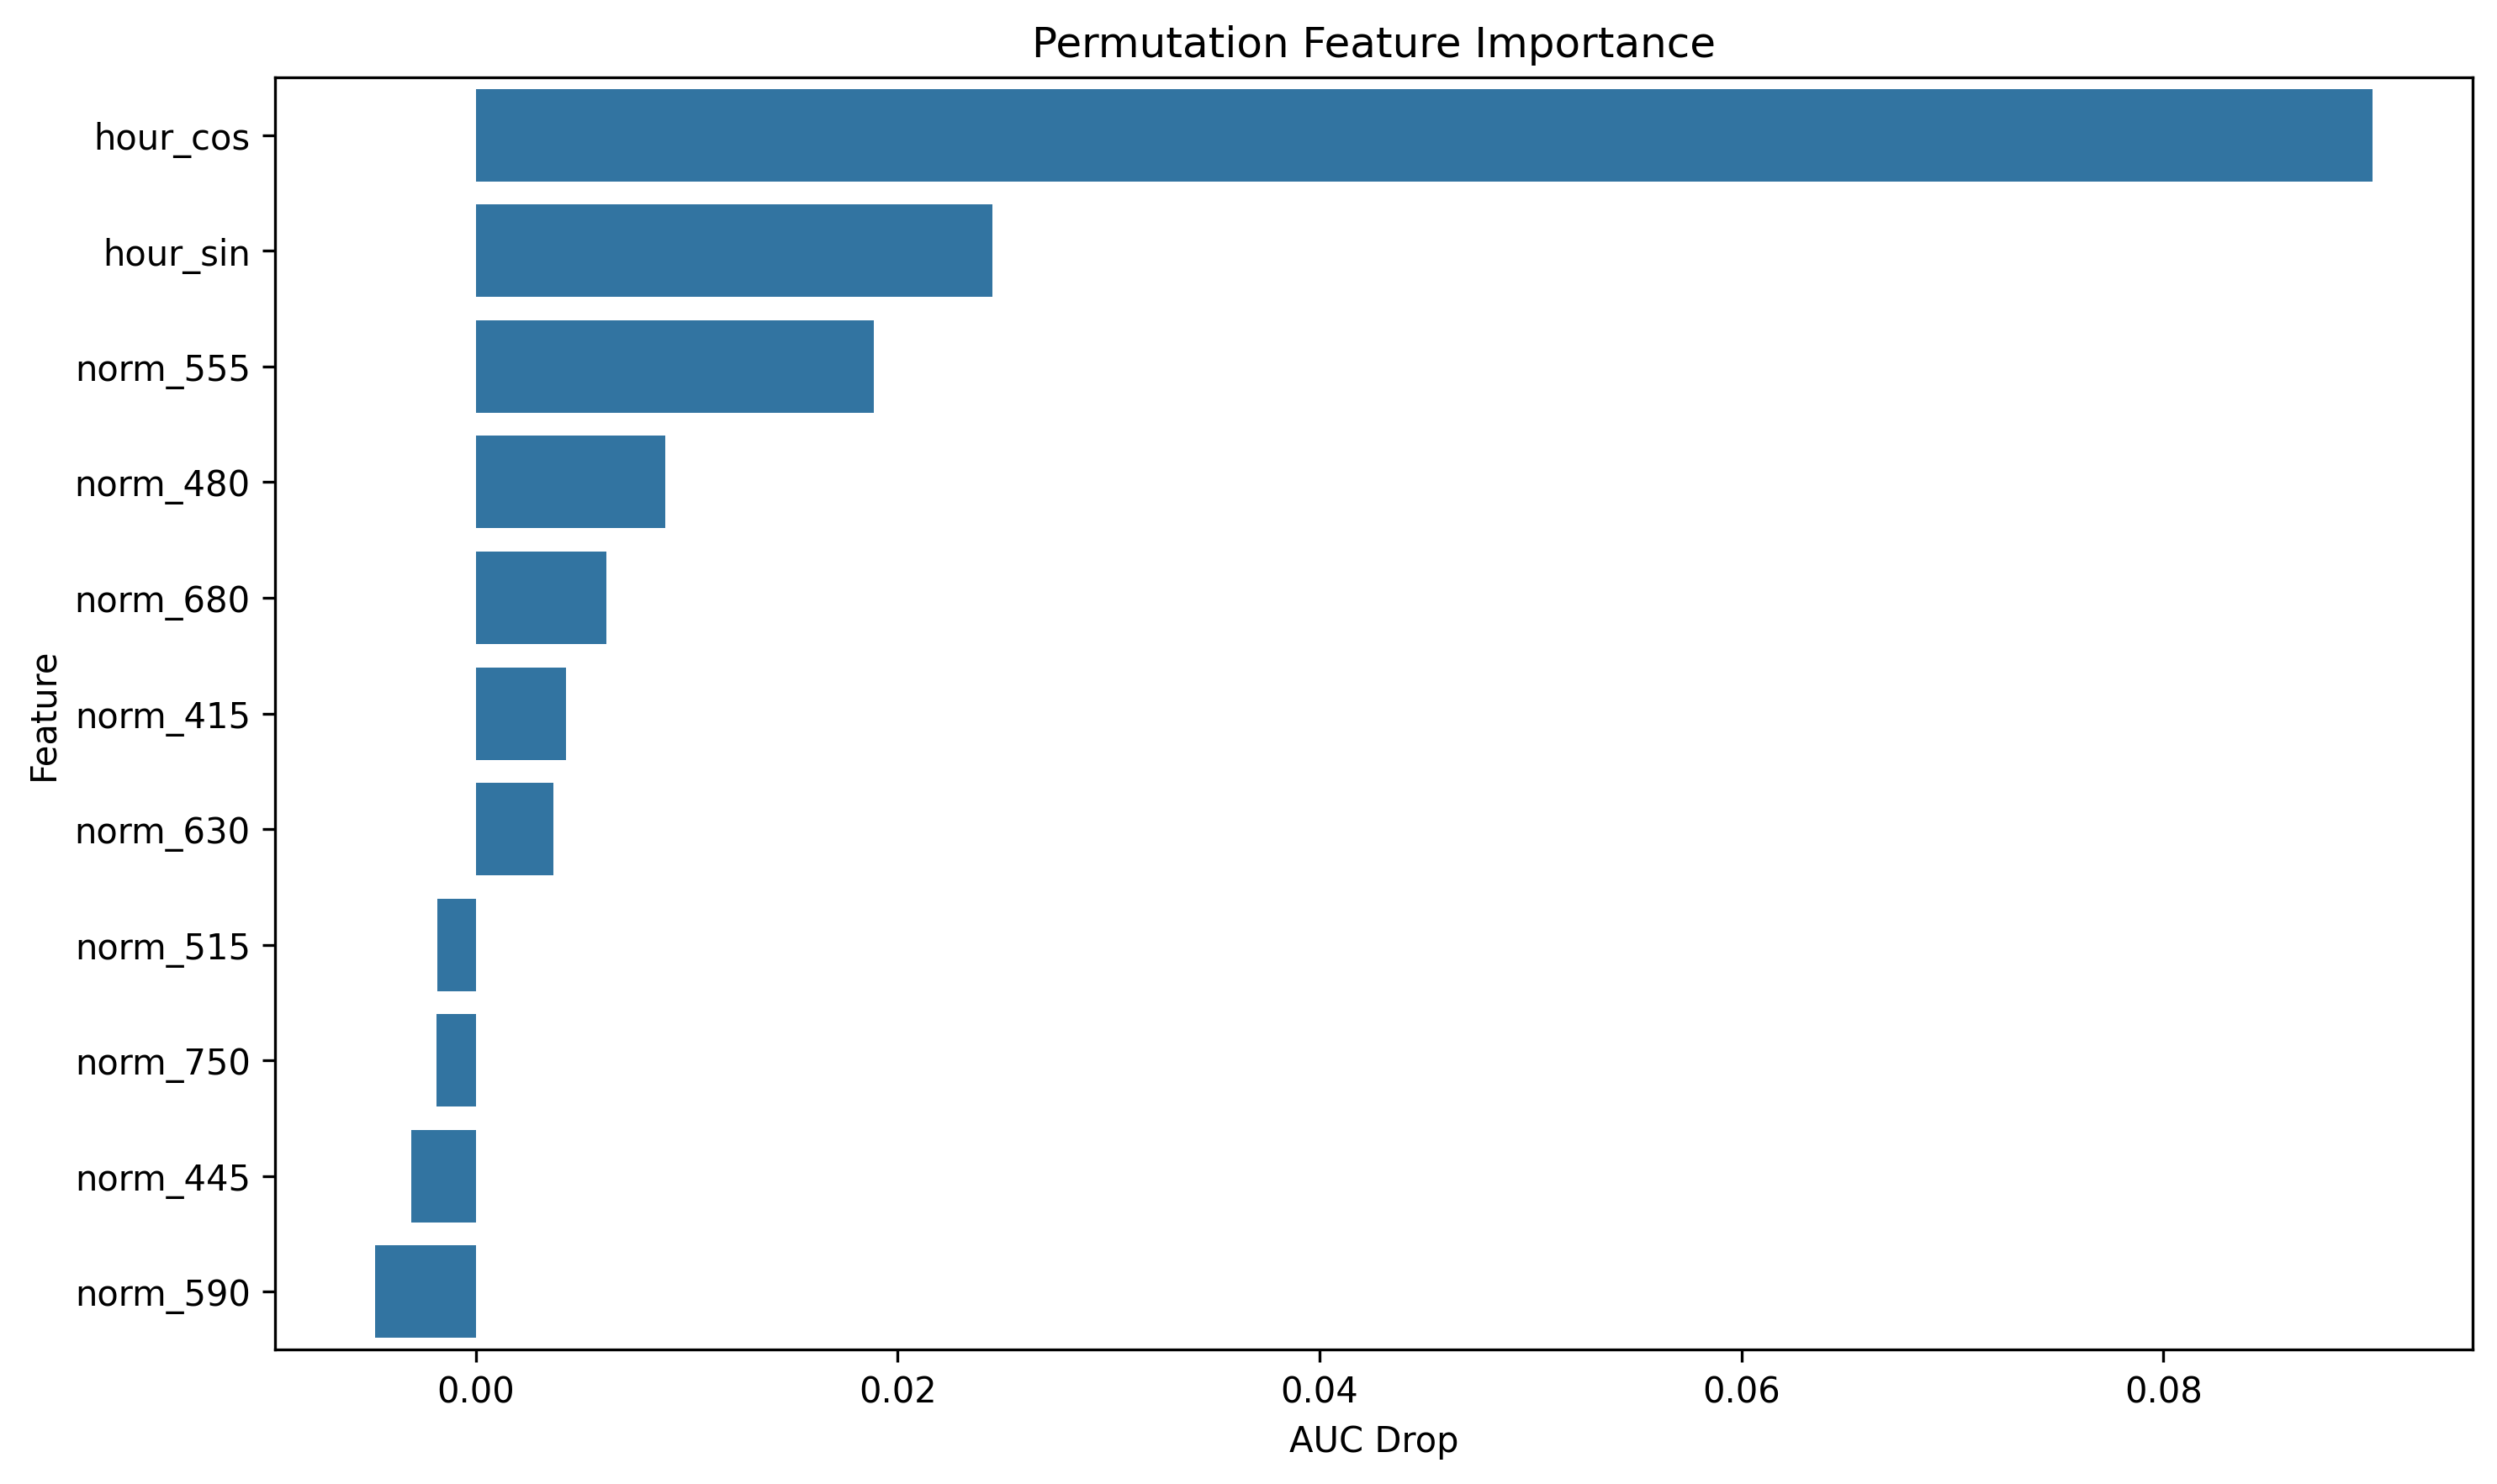 Permutation Feature Importance
hour_cos
hour_sin
norm_555
norm_480
norm_680
norm_415
norm_630
norm_515
norm_750
norm_445
norm_590
Feature
0.00 0.02 0.04 0.06 0.08
AUC Drop